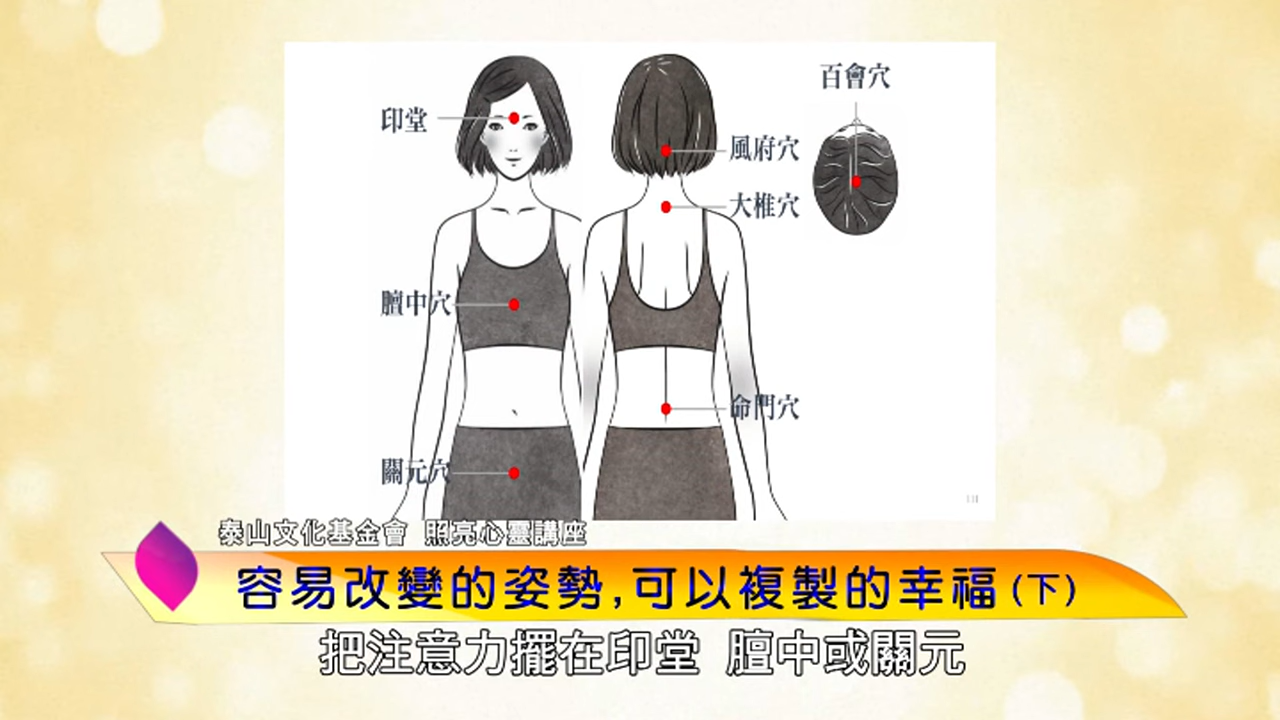 百會穴
印堂
風府穴
大椎穴
膻中穴
命門穴
關元穴
泰山文化基金會 照亮心靈講座
容易改變的姿勢,可以複製的幸福(下)
把注意力擺在印堂 膻中或關元